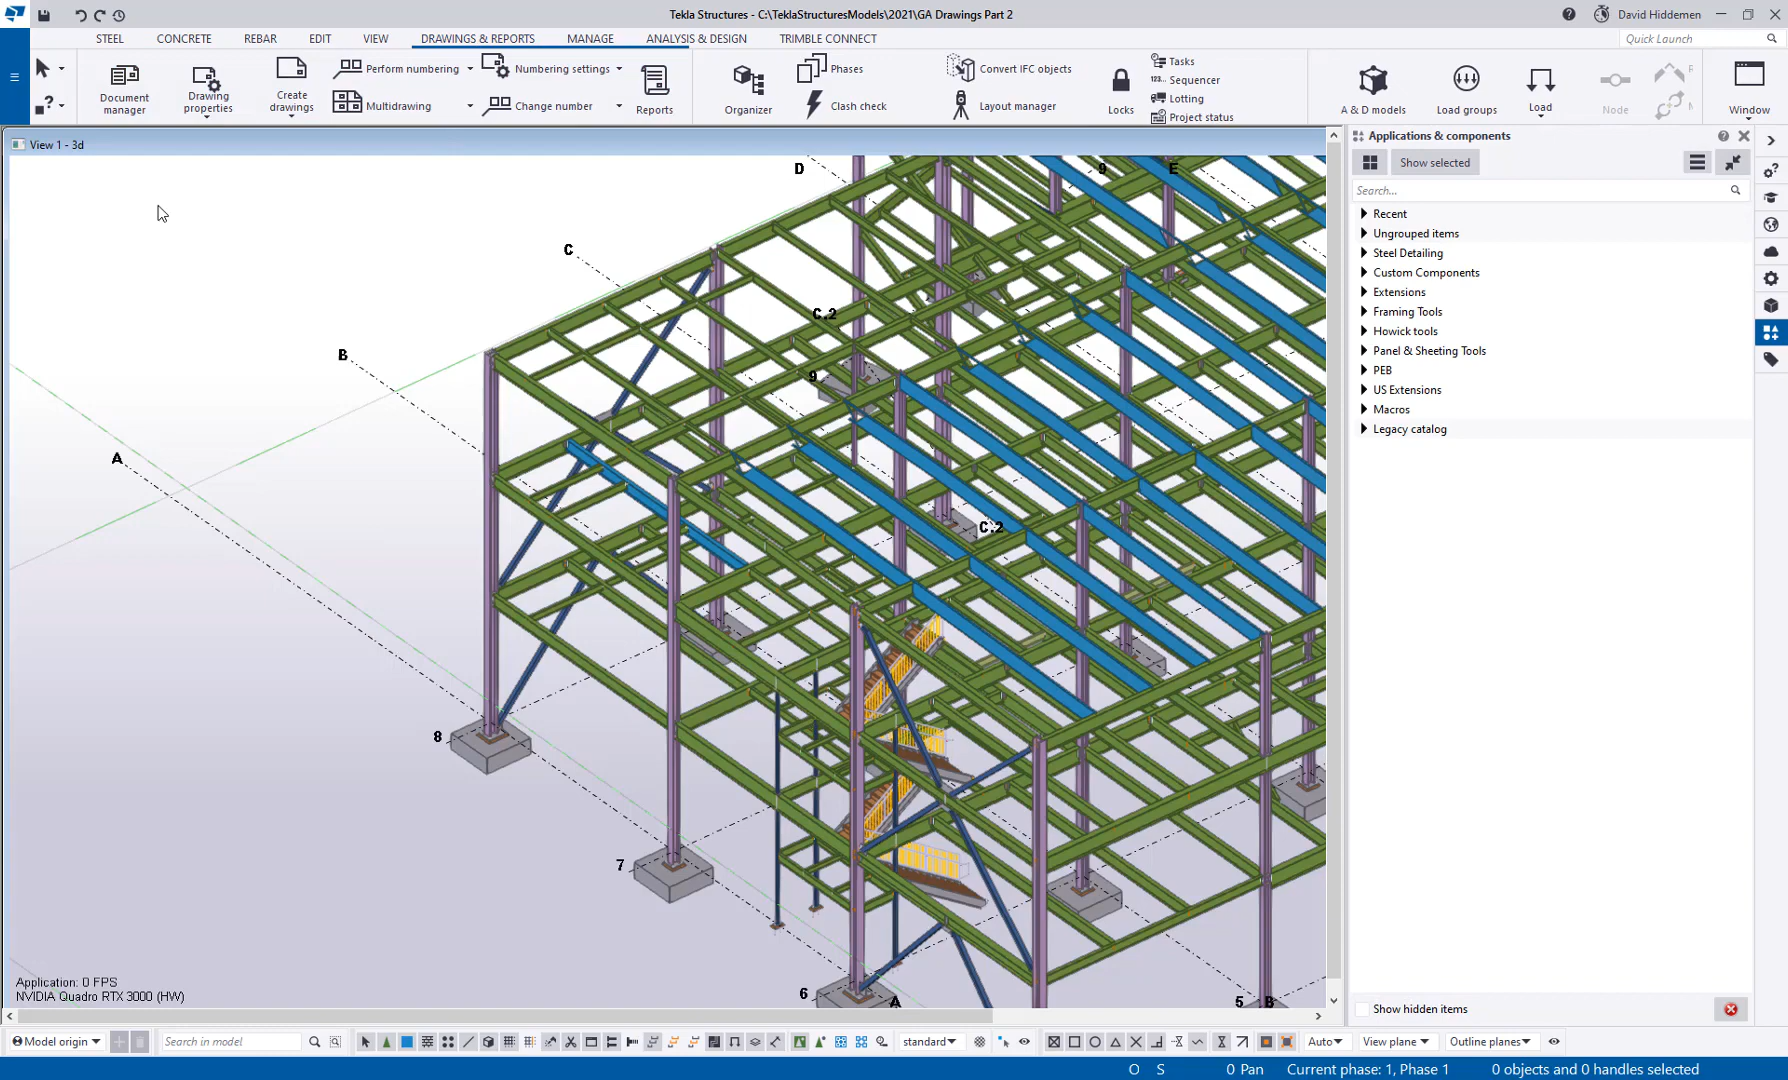 Tekla Structures - C:\TeklaStructuresModels\2021\GA Drawings Part 2
David Hiddemen
STEEL CONCRETE REBAR EDIT VIEW DRAWINGS & REPORTS MANAGE ANALYSIS & DESIGN TRIMBLE CONNECT
Quick Launch
Document manager
Drawing properties
Create drawings
Perform numbering
Multidrawing
Numbering settings
Change number
Reports
Organizer
Phases
Clash check
Convert IFC objects
Layout manager
Locks
Tasks
Sequencer
Lotting
Project status
A & D models
Load groups
Load
Node
Window
View 1 - 3d
D
9
E
C
C.2
B
9
A
C.2
8
7
6
A
5
B
Application: 0 FPS
NVIDIA Quadro RTX 3000 (HW)
Applications & components
Show selected
Search...
Recent
Ungrouped items
Steel Detailing
Custom Components
Extensions
Framing Tools
Howick tools
Panel & Sheeting Tools
PEB
US Extensions
Macros
Legacy catalog
Show hidden items
Model origin
Search in model
standard
Auto
View plane
Outline planes
O S 0 Pan Current phase: 1, Phase 1 0 objects and 0 handles selected